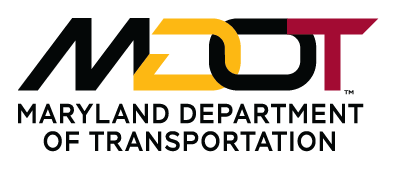 MDOT™
MARYLAND DEPARTMENT
OF TRANSPORTATION